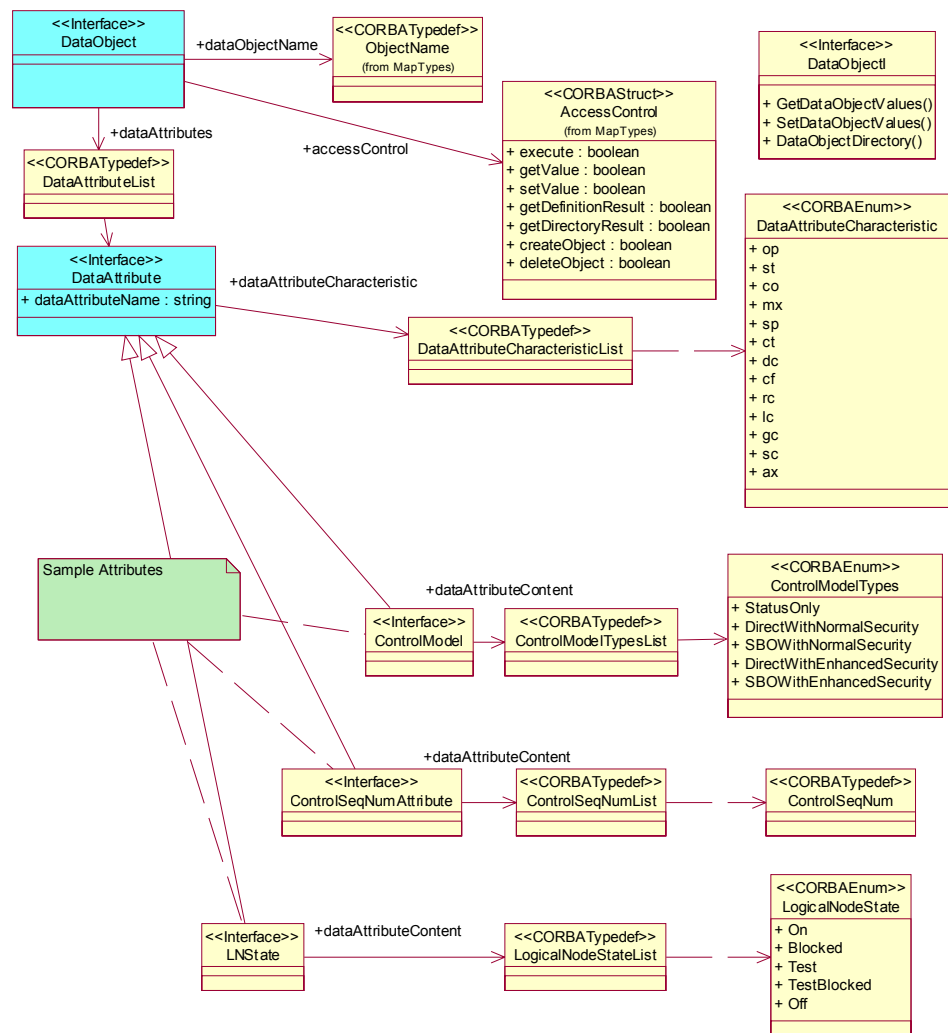 <<Interface>>
DataObject
+dataObjectName
<<CORBATypedef>>
ObjectName
(from MapTypes)
<<Interface>>
DataObjectI
+ GetDataObjectValues()
+ SetDataObjectValues()
+ DataObjectDirectory()
+dataAttributes
+accessControl
<<CORBAStruct>>
AccessControl
(from MapTypes)
+ execute : boolean
+ getValue : boolean
+ setValue : boolean
+ getDefinitionResult : boolean
+ getDirectoryResult : boolean
+ createObject : boolean
+ deleteObject : boolean
<<CORBATypedef>>
DataAttributeList
<<Interface>>
DataAttribute
+ dataAttributeName : string
+dataAttributeCharacteristic
<<CORBATypedef>>
DataAttributeCharacteristicList
<<CORBAEnum>>
DataAttributeCharacteristic
+ op
+ st
+ co
+ mx
+ sp
+ ct
+ dc
+ cf
+ rc
+ lc
+ gc
+ sc
+ ax
Sample Attributes
+dataAttributeContent
<<Interface>>
ControlModel
<<CORBATypedef>>
ControlModelTypesList
<<CORBAEnum>>
ControlModelTypes
+ StatusOnly
+ DirectWithNormalSecurity
+ SBOWithNormalSecurity
+ DirectWithEnhancedSecurity
+ SBOWithEnhancedSecurity
+dataAttributeContent
<<Interface>>
ControlSeqNumAttribute
<<CORBATypedef>>
ControlSeqNumList
<<CORBATypedef>>
ControlSeqNum
+dataAttributeContent
<<Interface>>
LNState
<<CORBATypedef>>
LogicalNodeStateList
<<CORBAEnum>>
LogicalNodeState
+ On
+ Blocked
+ Test
+ TestBlocked
+ Off